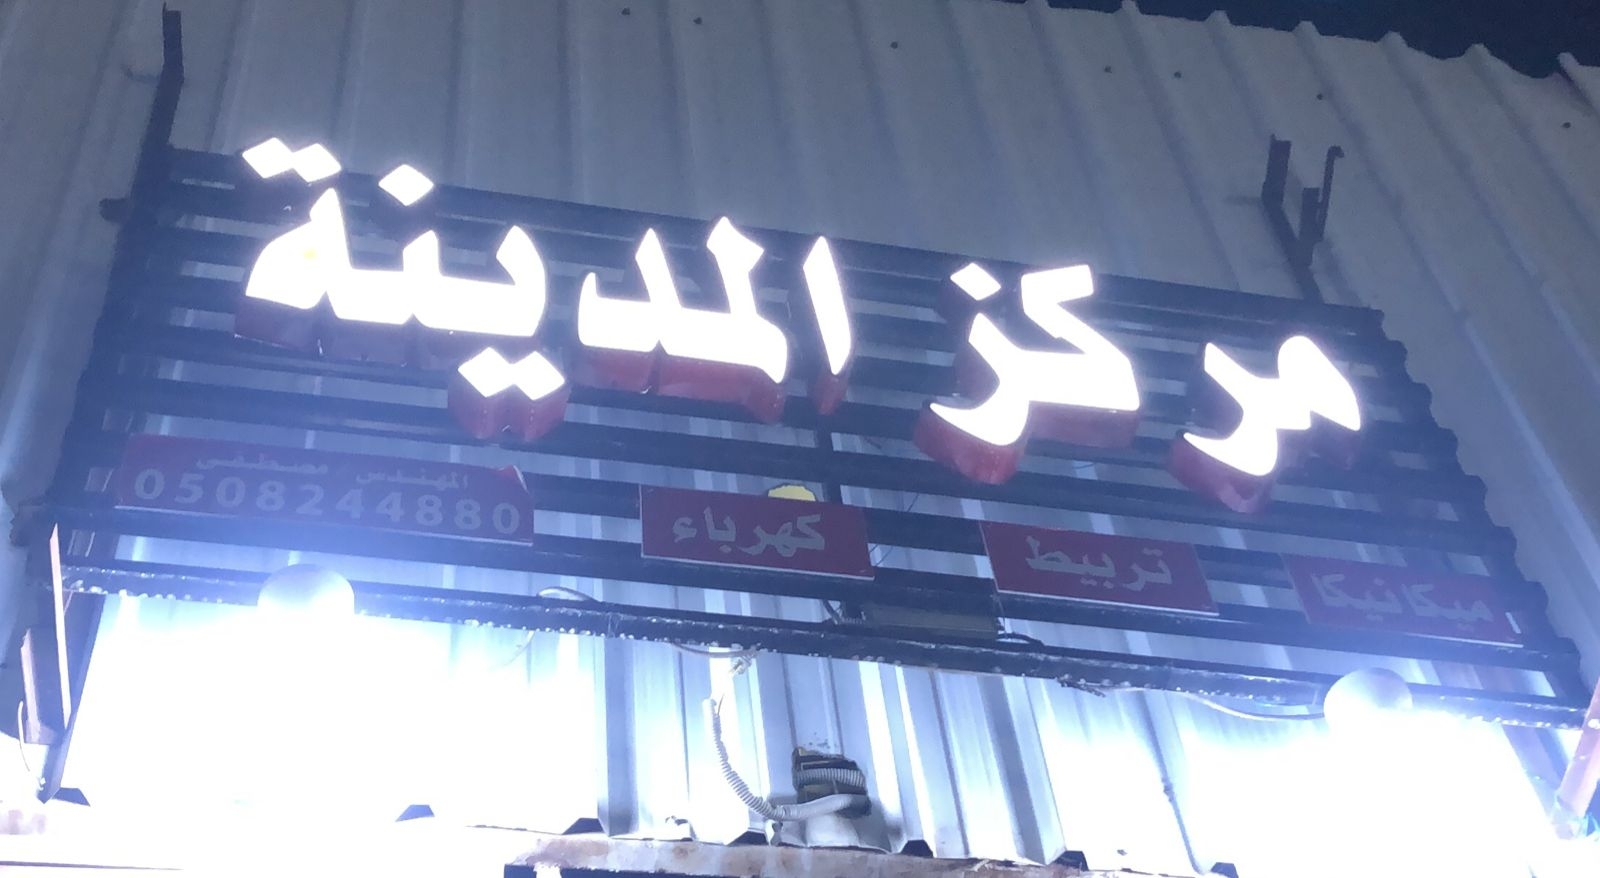 مركز المدينة
ميكانيكا
تربيط
كهرباء
المهندس / مصطفى
0508244880